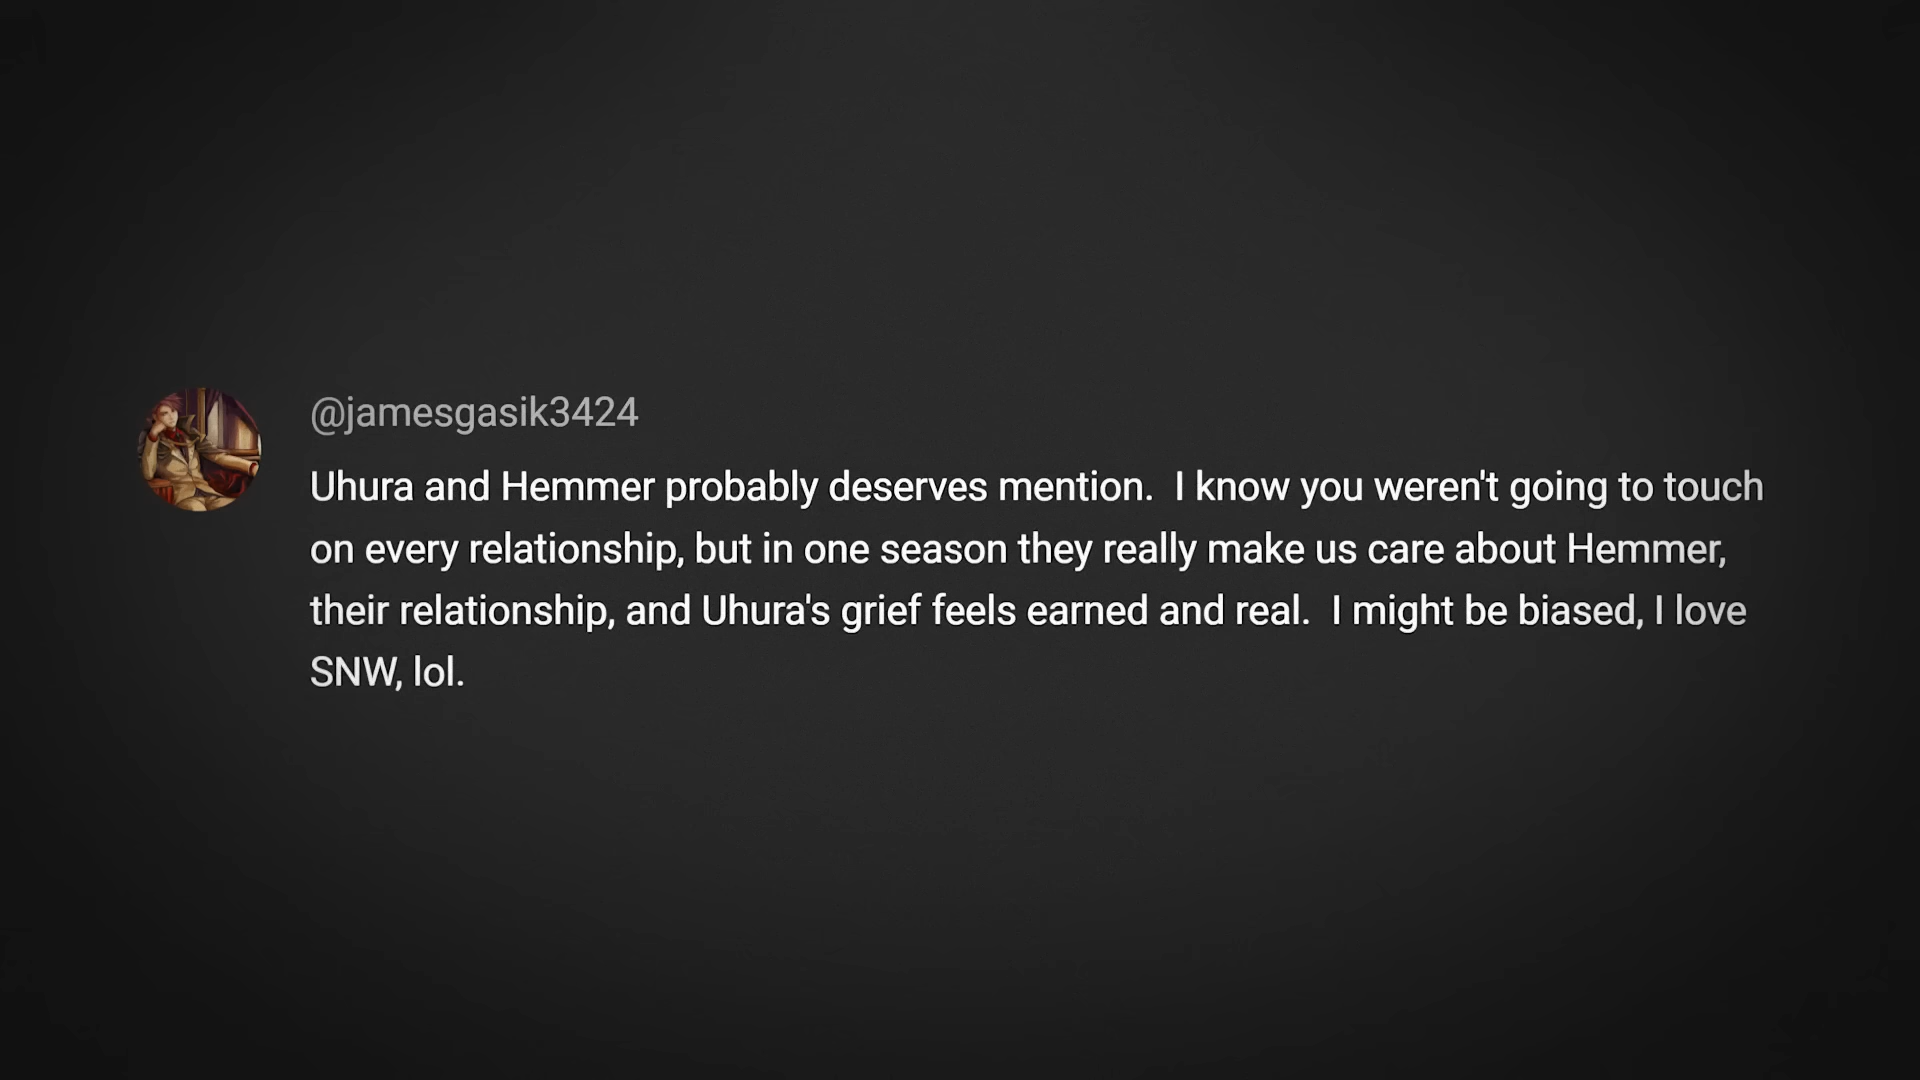 @jamesgasik3424
Uhura and Hemmer probably deserves mention.  I know you weren't going to touch
on every relationship, but in one season they really make us care about Hemmer,
their relationship, and Uhura's grief feels earned and real.  I might be biased, I love
SNW, lol.